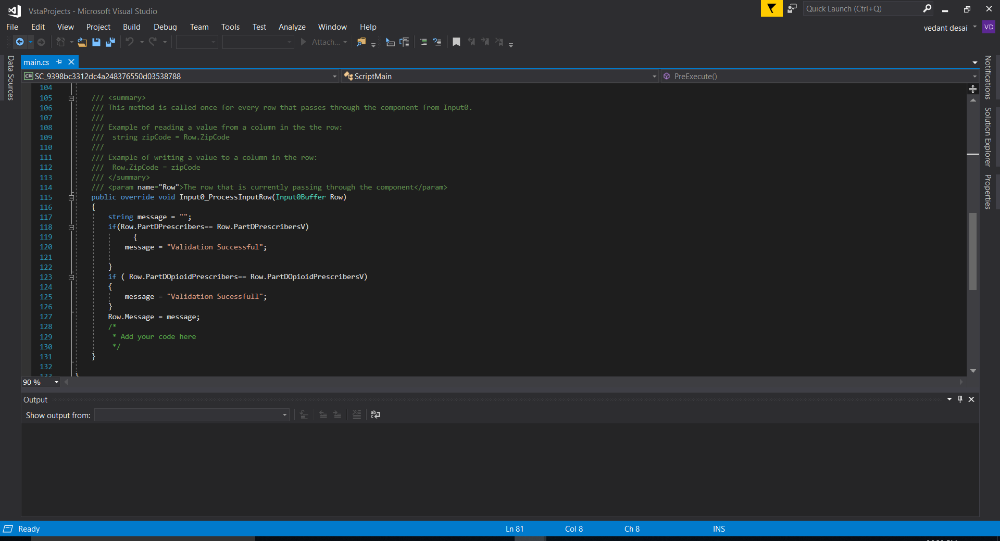 VstaProjects - Microsoft Visual Studio
Quick Launch (Ctrl+Q)
File Edit View Project Build Debug Team Tools Test Analyze Window Help
vedant desai VD
Attach...
Data Sources
main.cs
Notifications
Solution Explorer
Properties
C# SC_9398bc3312dc4a248376550d03538788 ScriptMain PreExecute()
104
105 /// <summary>
106 /// This method is called once for every row that passes through the component from Input0.
107 ///
108 /// Example of reading a value from a column in the the row:
109 ///  string zipCode = Row.ZipCode
110 ///
111 /// Example of writing a value to a column in the row:
112 ///  Row.ZipCode = zipCode
113 /// </summary>
114 /// <param name="Row">The row that is currently passing through the component</param>
115 public override void Input0_ProcessInputRow(Input0Buffer Row)
116 {
117 string message = "";
118 if(Row.PartDPrescribers== Row.PartDPrescribersV)
119 {
120 message = "Validation Successful";
121
122 }
123 if ( Row.PartDOpioidPrescribers== Row.PartDOpioidPrescribersV)
124 {
125 message = "Validation Sucessfull";
126 }
127 Row.Message = message;
128 /*
129 * Add your code here
130 */
131 }
132
133 }
90 %
Output
Show output from:
Ready Ln 81 Col 8 Ch 8 INS